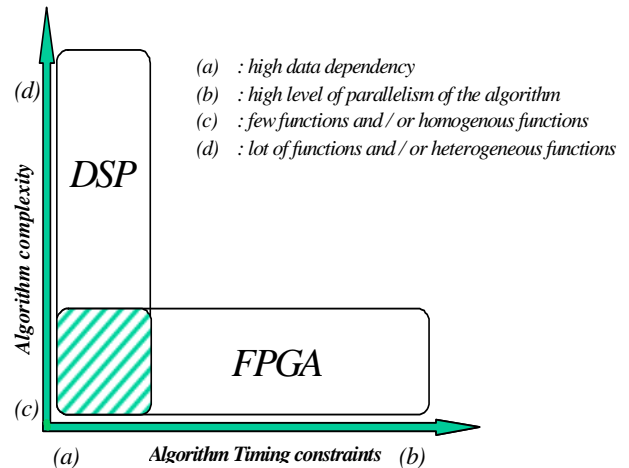 (a) : high data dependency
(b) : high level of parallelism of the algorithm
(c) : few functions and / or homogenous functions
(d) : lot of functions and / or heterogeneous functions
(d)
DSP
Algorithm complexity
FPGA
(c)
(a) Algorithm Timing constraints (b)